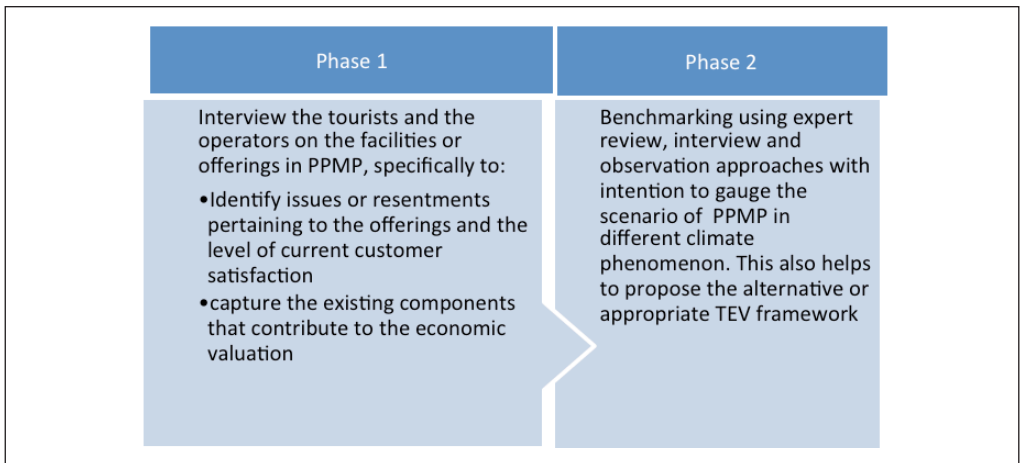 Phase 1
Interview the tourists and the
operators on the facilities or
offerings in PPMP, specifically to:
•Identify issues or resentments
pertaining to the offerings and the
level of current customer
satisfaction
•capture the existing components
that contribute to the economic
valuation
Phase 2
Benchmarking using expert
review, interview and
observation approaches with
intention to gauge the
scenario of  PPMP in
different climate
phenomenon. This also helps
to propose the alternative or
appropriate TEV framework